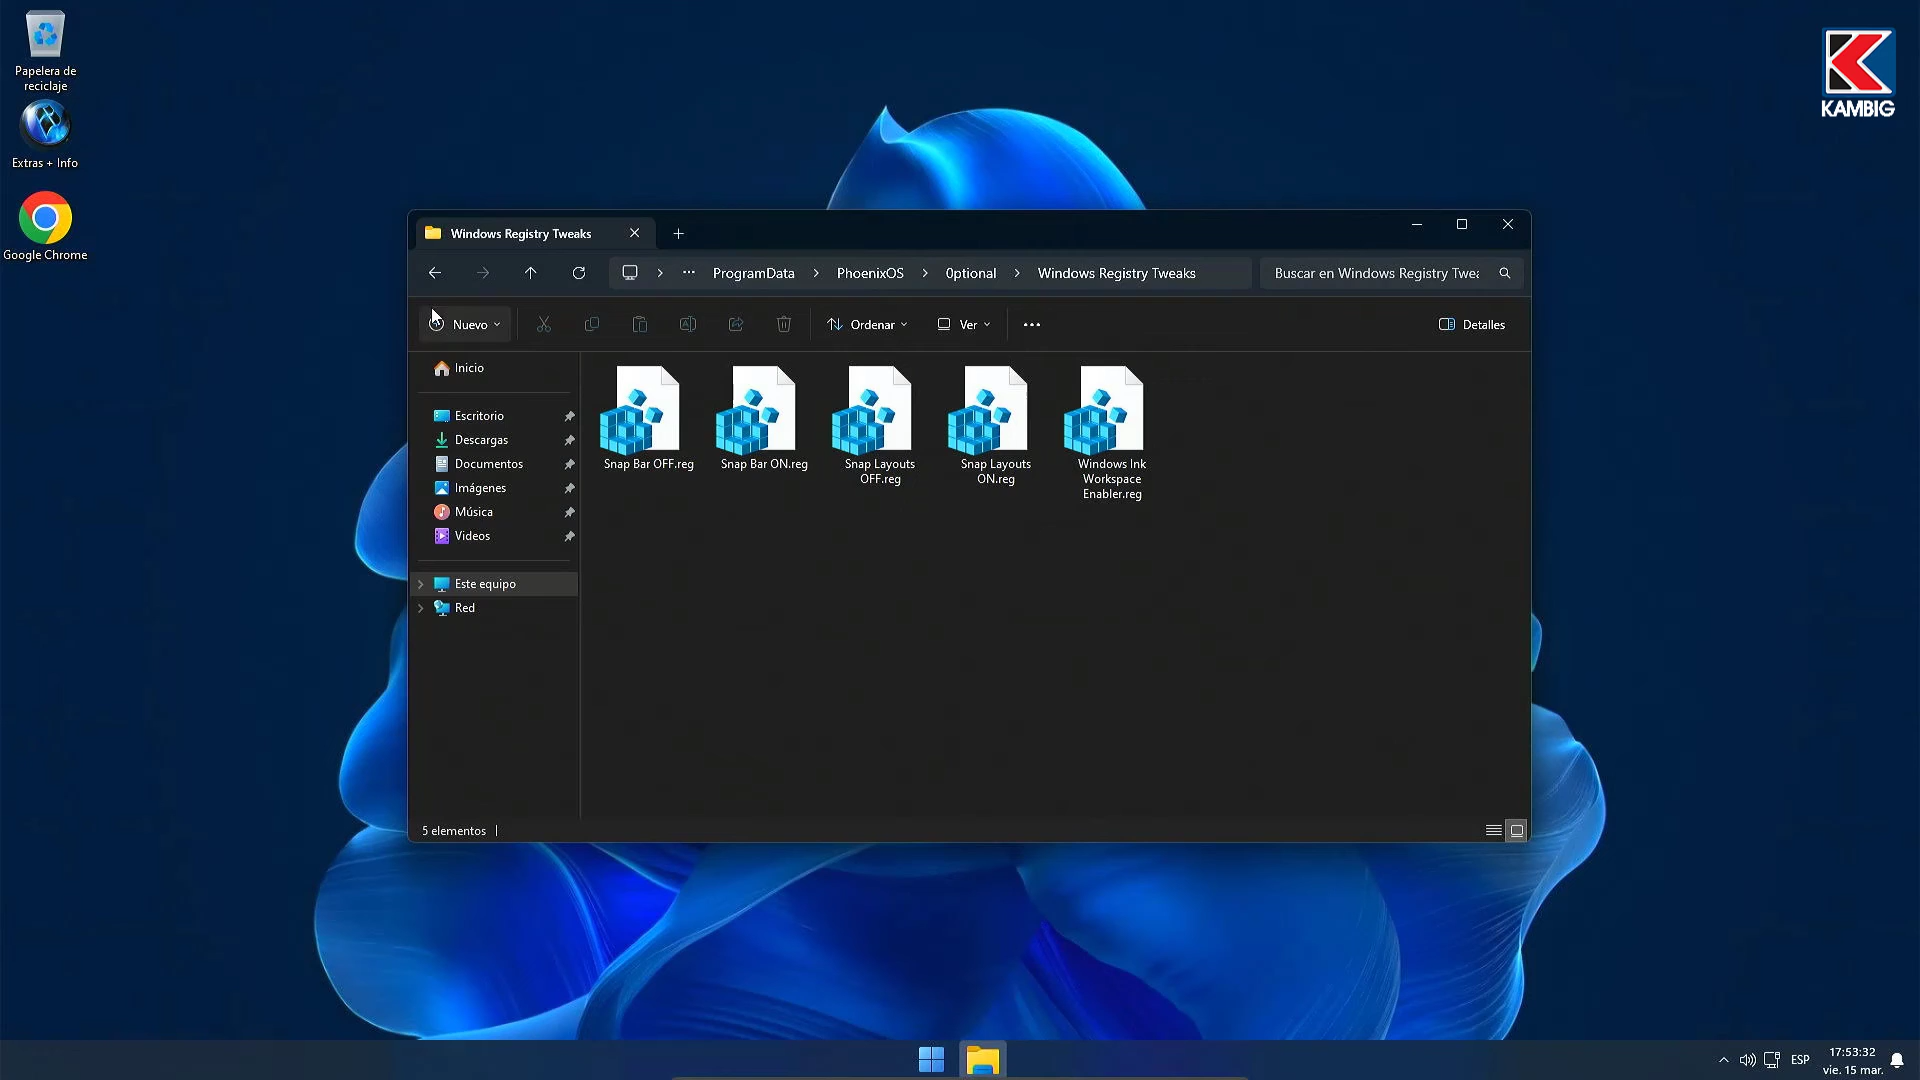 Papelera de
reciclaje
Extras + Info
Google Chrome
KAMBIG
Windows Registry Tweaks
··· ProgramData > PhoenixOS > 0ptional > Windows Registry Tweaks
Buscar en Windows Registry Twea
Nuevo
Ordenar
Ver
Detalles
Inicio
Escritorio
Descargas
Documentos
Imágenes
Música
Videos
Este equipo
Red
Snap Bar OFF.reg
Snap Bar ON.reg
Snap Layouts
OFF.reg
Snap Layouts
ON.reg
Windows Ink
Workspace
Enabler.reg
5 elementos
ESP
17:53:32
vie. 15 mar.